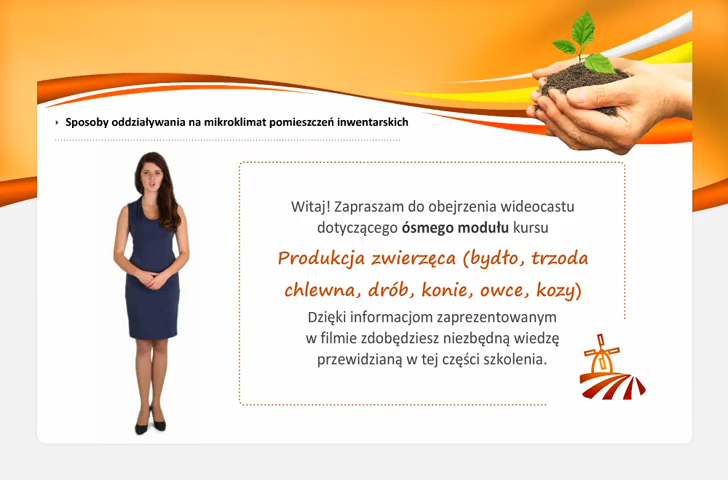 Sposoby oddziaływania na mikroklimat pomieszczeń inwentarskich
Witaj! Zapraszam do obejrzenia videocastu
dotyczącego ósmego modułu kursu
Produkcja zwierzęca (bydło, trzoda
chlewna, drób, konie, owce, kozy)
Dzięki informacjom zaprezentowanym
w filmie zdobędziesz niezbędną wiedzę
przewidzianą w tej części szkolenia.